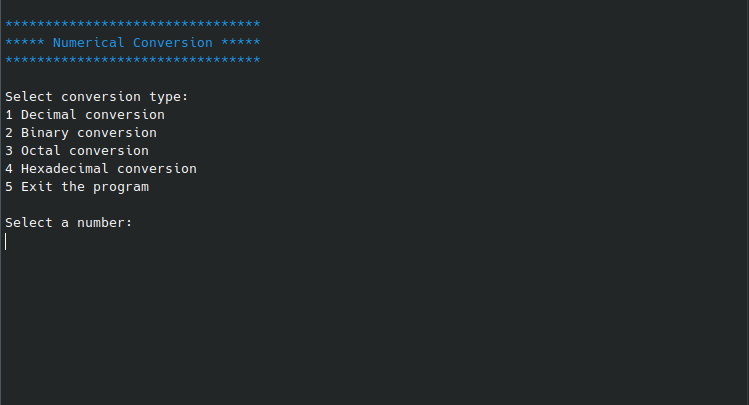 ********************************
***** Numerical Conversion *****
********************************
Select conversion type:
1 Decimal conversion
2 Binary conversion
3 Octal conversion
4 Hexadecimal conversion
5 Exit the program
Select a number: